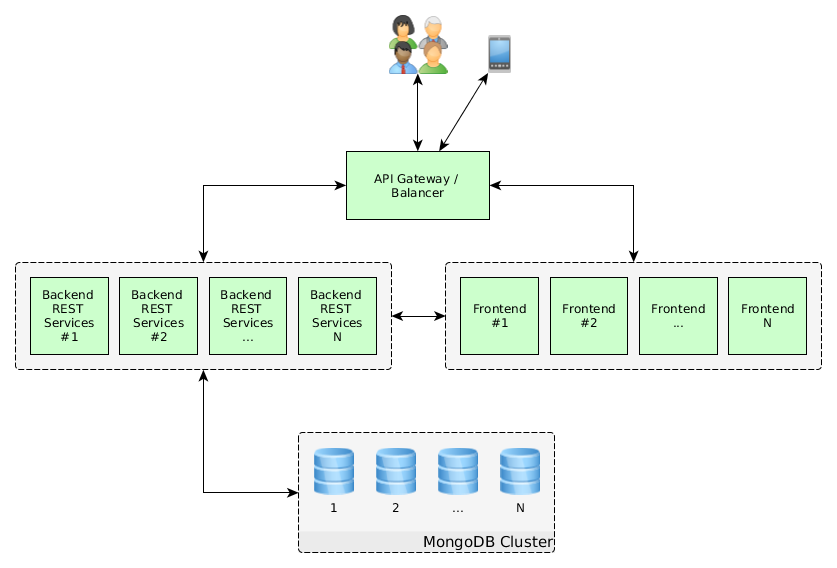 API Gateway /
Balancer
Backend
REST
Services
#1
Backend
REST
Services
#2
Backend
REST
Services
...
Backend
REST
Services
N
Frontend
#1
Frontend
#2
Frontend
...
Frontend
N
1
2
...
N
MongoDB Cluster